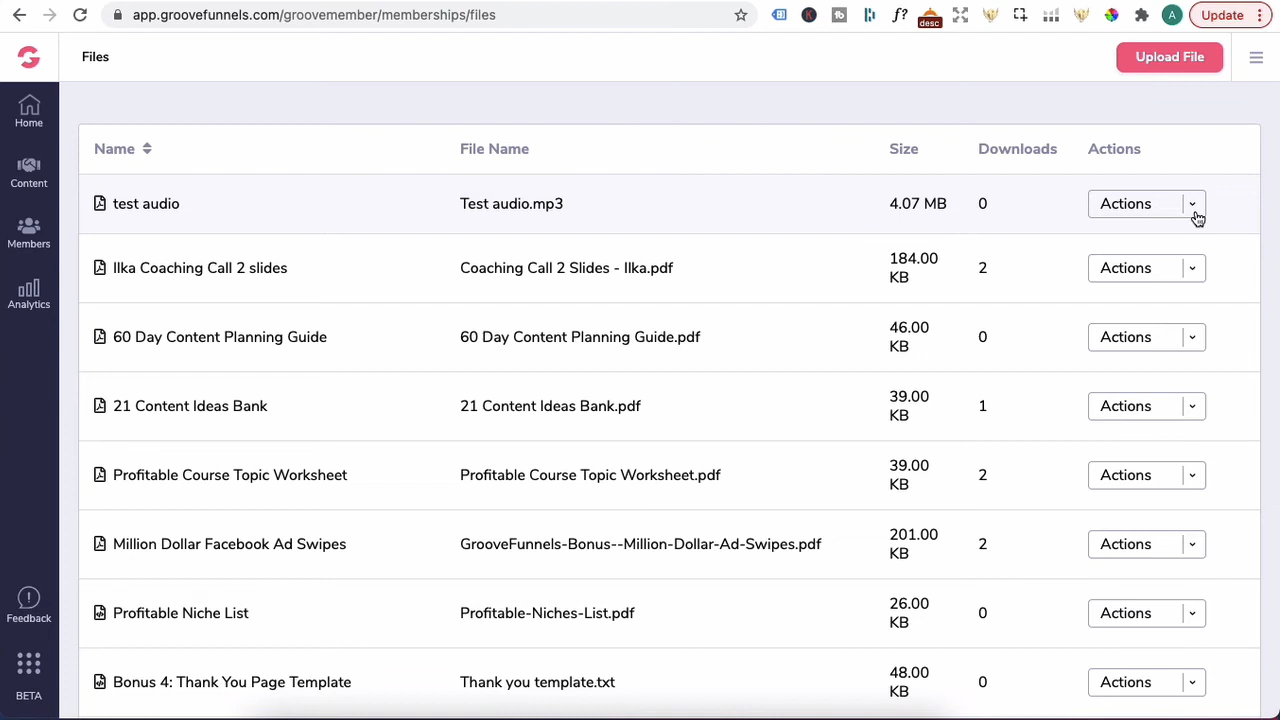 app.groovefunnels.com/groovemember/memberships/files
desc
A
Update
Files
Upload File
Home
Content
Members
Analytics
Feedback
BETA
Name File Name Size Downloads Actions
test audio Test audio.mp3 4.07 MB 0 Actions
Ilka Coaching Call 2 slides Coaching Call 2 Slides - Ilka.pdf 184.00 KB 2 Actions
60 Day Content Planning Guide 60 Day Content Planning Guide.pdf 46.00 KB 0 Actions
21 Content Ideas Bank 21 Content Ideas Bank.pdf 39.00 KB 1 Actions
Profitable Course Topic Worksheet Profitable Course Topic Worksheet.pdf 39.00 KB 2 Actions
Million Dollar Facebook Ad Swipes GrooveFunnels-Bonus--Million-Dollar-Ad-Swipes.pdf 201.00 KB 2 Actions
Profitable Niche List Profitable-Niches-List.pdf 26.00 KB 0 Actions
Bonus 4: Thank You Page Template Thank you template.txt 48.00 KB 0 Actions